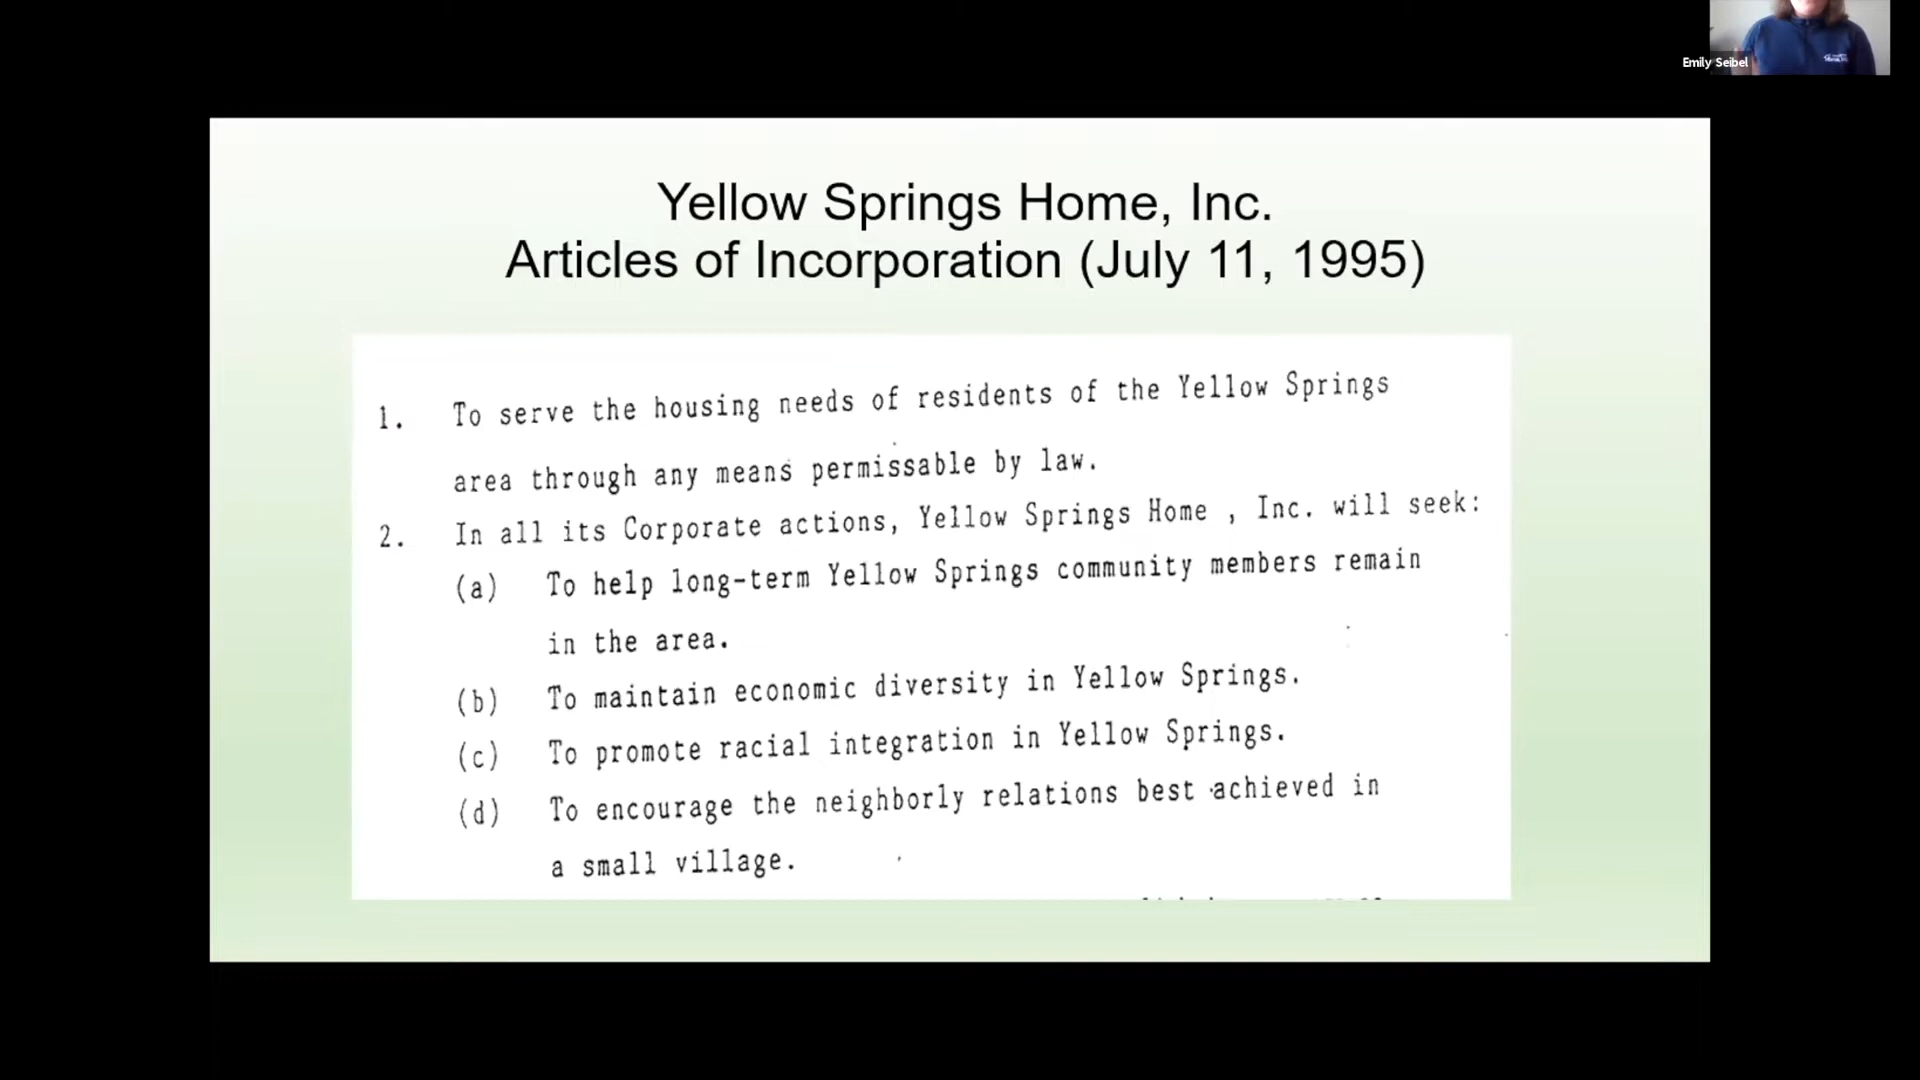 Emily Seibel
Yellow Springs Home, Inc.
Articles of Incorporation (July 11, 1995)
1. To serve the housing needs of residents of the Yellow Springs
area through any means permissable by law.
2. In all its Corporate actions, Yellow Springs Home , Inc. will seek:
(a) To help long-term Yellow Springs community members remain
in the area.
(b) To maintain economic diversity in Yellow Springs.
(c) To promote racial integration in Yellow Springs.
(d) To encourage the neighborly relations best achieved in
a small village.